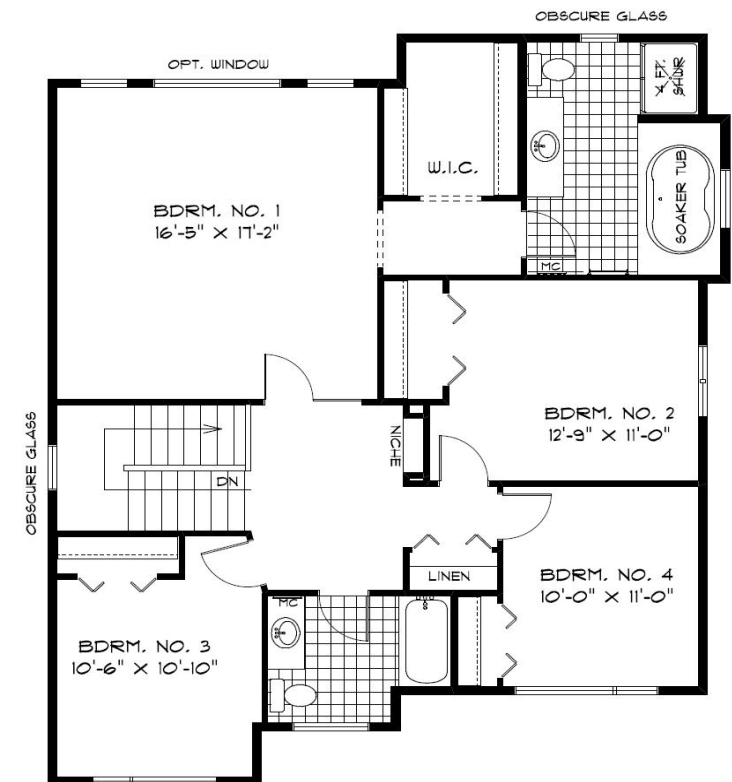 OBSCURE GLASS
OPT. WINDOW
4 FT.
SHWR
W.I.C.
SOAKER TUB
BDRM. NO. 1
16'-5" X 17'-2"
MC
BDRM. NO. 2
12'-9" X 11'-0"
OBSCURE GLASS
NICHE
DN
LINEN
BDRM. NO. 4
10'-0" X 11'-0"
MC
BDRM. NO. 3
10'-6" X 10'-10"